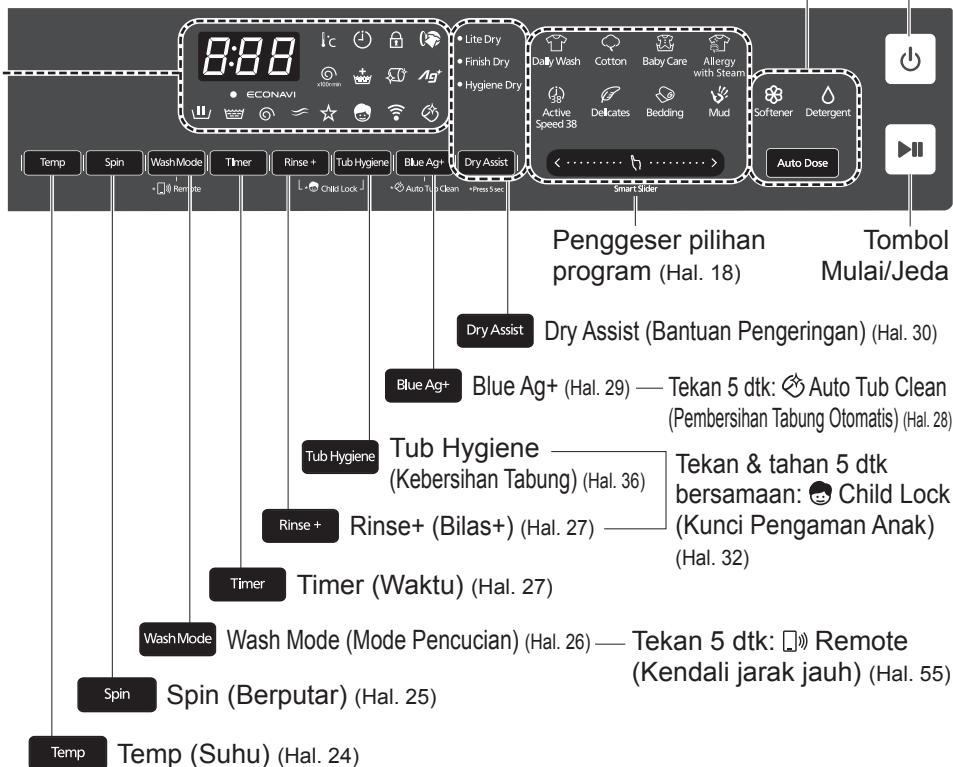 8:88
°C
x100r/min
Ag+
ECONAVI
• Lite Dry
• Finish Dry
• Hygiene Dry
Daily Wash Cotton Baby Care Allergy with Steam
38
Active Speed 38 Delicates Bedding Mud
Softener Detergent
Temp Spin Wash Mode Timer Rinse + Tub Hygiene Blue Ag+ Dry Assist
Auto Dose
• Remote • Child Lock • Auto Tub Clean •Press 5 sec
Smart Slider
Penggeser pilihan
program (Hal. 18)
Tombol
Mulai/Jeda
Dry Assist Dry Assist (Bantuan Pengeringan) (Hal. 30)
Blue Ag+ Blue Ag+ (Hal. 29) Tekan 5 dtk: Auto Tub Clean
(Pembersihan Tabung Otomatis) (Hal. 28)
Tub Hygiene Tub Hygiene
(Kebersihan Tabung) (Hal. 36)
Tekan & tahan 5 dtk
bersamaan: Child Lock
(Kunci Pengaman Anak)
(Hal. 32)
Rinse + Rinse+ (Bilas+) (Hal. 27)
Timer Timer (Waktu) (Hal. 27)
Wash Mode Wash Mode (Mode Pencucian) (Hal. 26) Tekan 5 dtk: Remote
(Kendali jarak jauh) (Hal. 55)
Spin Spin (Berputar) (Hal. 25)
Temp Temp (Suhu) (Hal. 24)